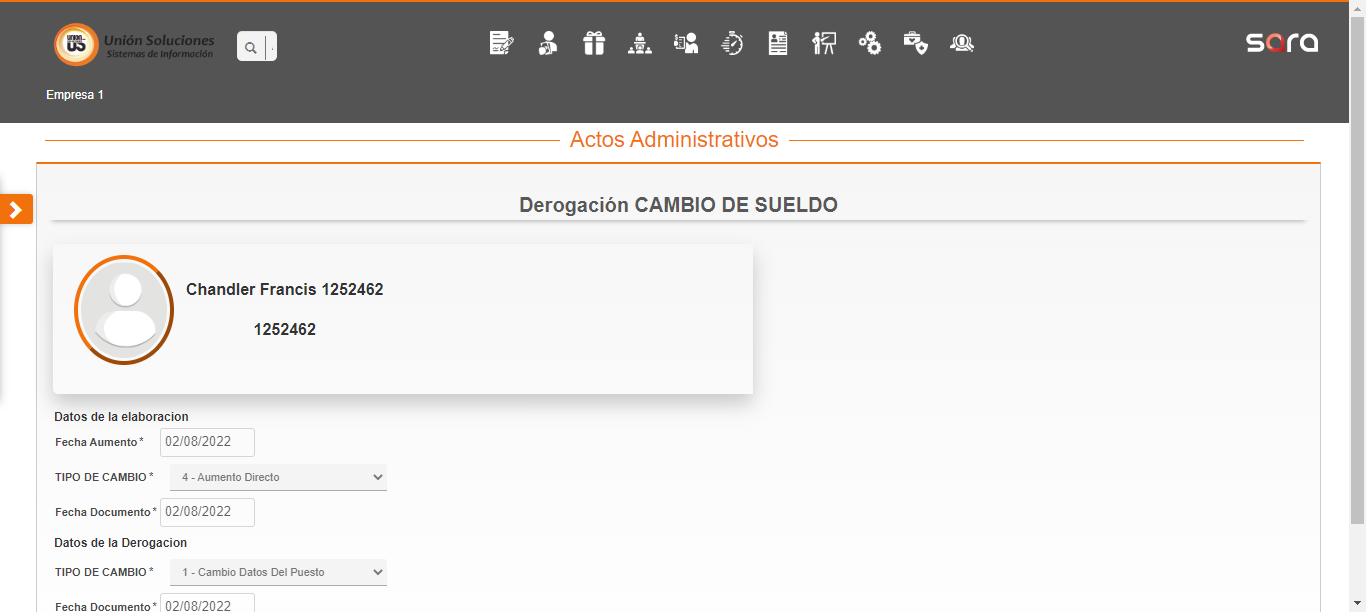 UNION
US
Unión Soluciones
Sistemas de Información
sara
Empresa 1
Actos Administrativos
Derogación CAMBIO DE SUELDO
Chandler Francis 1252462
1252462
Datos de la elaboracion
Fecha Aumento * 02/08/2022
TIPO DE CAMBIO * 4 - Aumento Directo
Fecha Documento * 02/08/2022
Datos de la Derogacion
TIPO DE CAMBIO * 1 - Cambio Datos Del Puesto
Fecha Documento * 02/08/2022